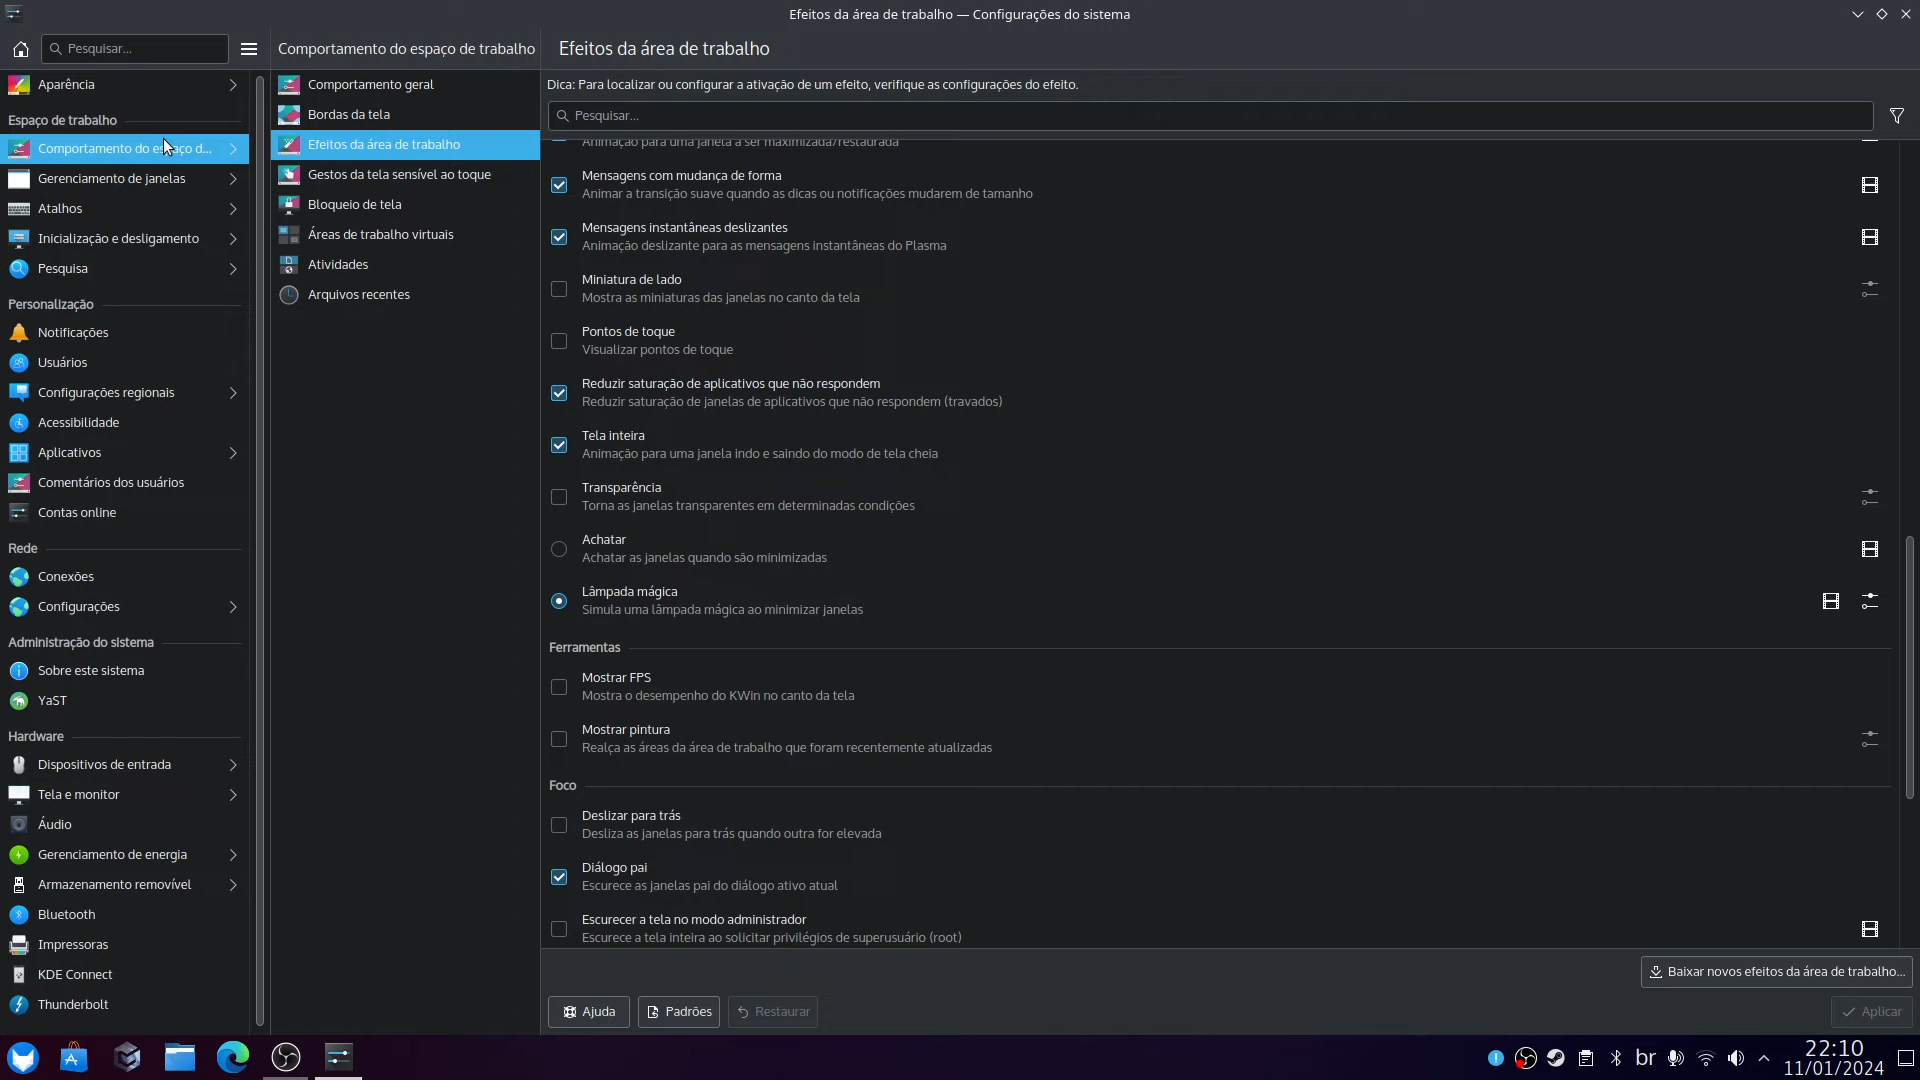 Efeitos da área de trabalho — Configurações do sistema
Pesquisar...
Comportamento do espaço de trabalho
Efeitos da área de trabalho
Aparência
Espaço de trabalho
Comportamento do espaço d...
Gerenciamento de janelas
Atalhos
Inicialização e desligamento
Pesquisa
Personalização
Notificações
Usuários
Configurações regionais
Acessibilidade
Aplicativos
Comentários dos usuários
Contas online
Rede
Conexões
Configurações
Administração do sistema
Sobre este sistema
YaST
Hardware
Dispositivos de entrada
Tela e monitor
Áudio
Gerenciamento de energia
Armazenamento removível
Bluetooth
Impressoras
KDE Connect
Thunderbolt
Comportamento geral
Bordas da tela
Efeitos da área de trabalho
Gestos da tela sensível ao toque
Bloqueio de tela
Áreas de trabalho virtuais
Atividades
Arquivos recentes
Dica: Para localizar ou configurar a ativação de um efeito, verifique as configurações do efeito.
Pesquisar...
Animação para uma janela a ser maximizada/restaurada
Mensagens com mudança de forma
Animar a transição suave quando as dicas ou notificações mudarem de tamanho
Mensagens instantâneas deslizantes
Animação deslizante para as mensagens instantâneas do Plasma
Miniatura de lado
Mostra as miniaturas das janelas no canto da tela
Pontos de toque
Visualizar pontos de toque
Reduzir saturação de aplicativos que não respondem
Reduzir saturação de janelas de aplicativos que não respondem (travados)
Tela inteira
Animação para uma janela indo e saindo do modo de tela cheia
Transparência
Torna as janelas transparentes em determinadas condições
Achatar
Achatar as janelas quando são minimizadas
Lâmpada mágica
Simula uma lâmpada mágica ao minimizar janelas
Ferramentas
Mostrar FPS
Mostra o desempenho do KWin no canto da tela
Mostrar pintura
Realça as áreas da área de trabalho que foram recentemente atualizadas
Foco
Deslizar para trás
Desliza as janelas para trás quando outra for elevada
Diálogo pai
Escurece as janelas pai do diálogo ativo atual
Escurecer a tela no modo administrador
Escurece a tela inteira ao solicitar privilégios de superusuário (root)
Baixar novos efeitos da área de trabalho...
Ajuda
Padrões
Restaurar
Aplicar
br
22:10
11/01/2024